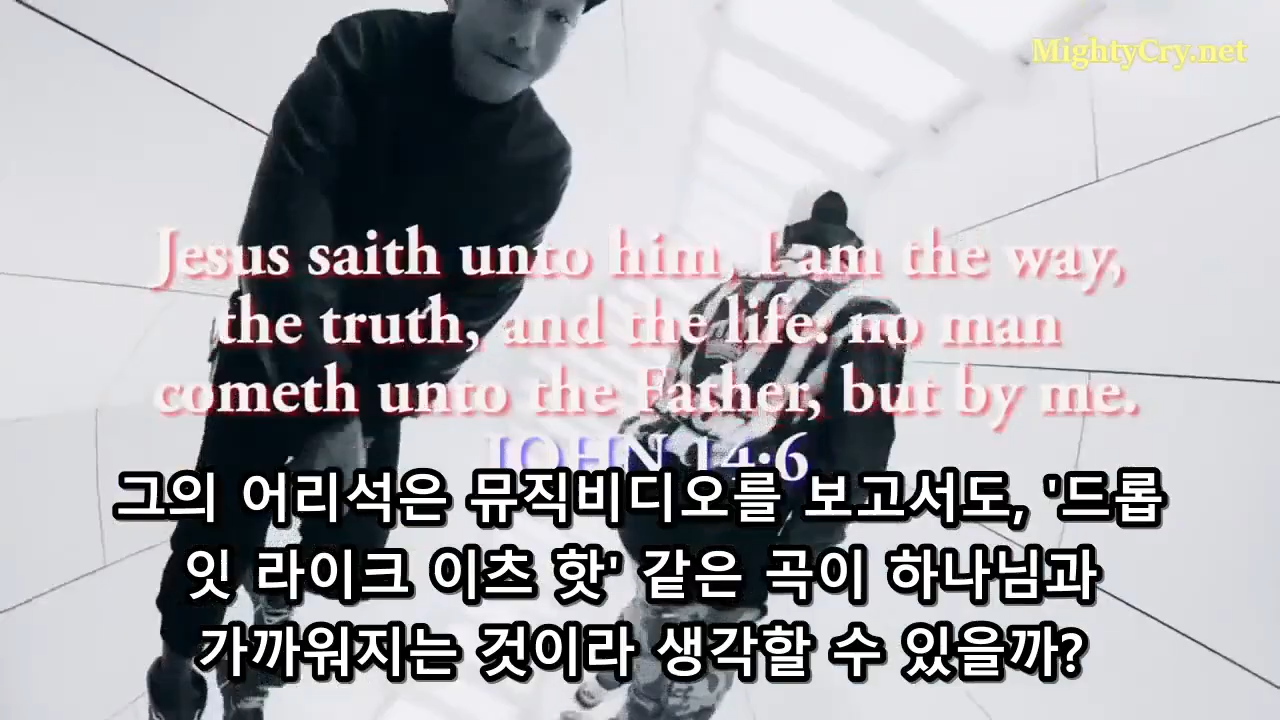 MightyCry.net
Jesus saith unto him, I am the way,
the truth, and the life: no man
cometh unto the Father, but by me.
JOHN 14:6
그의 어리석은 뮤직비디오를 보고서도, '드롭
잇 라이크 이츠 핫' 같은 곡이 하나님과
가까워지는 것이라 생각할 수 있을까?